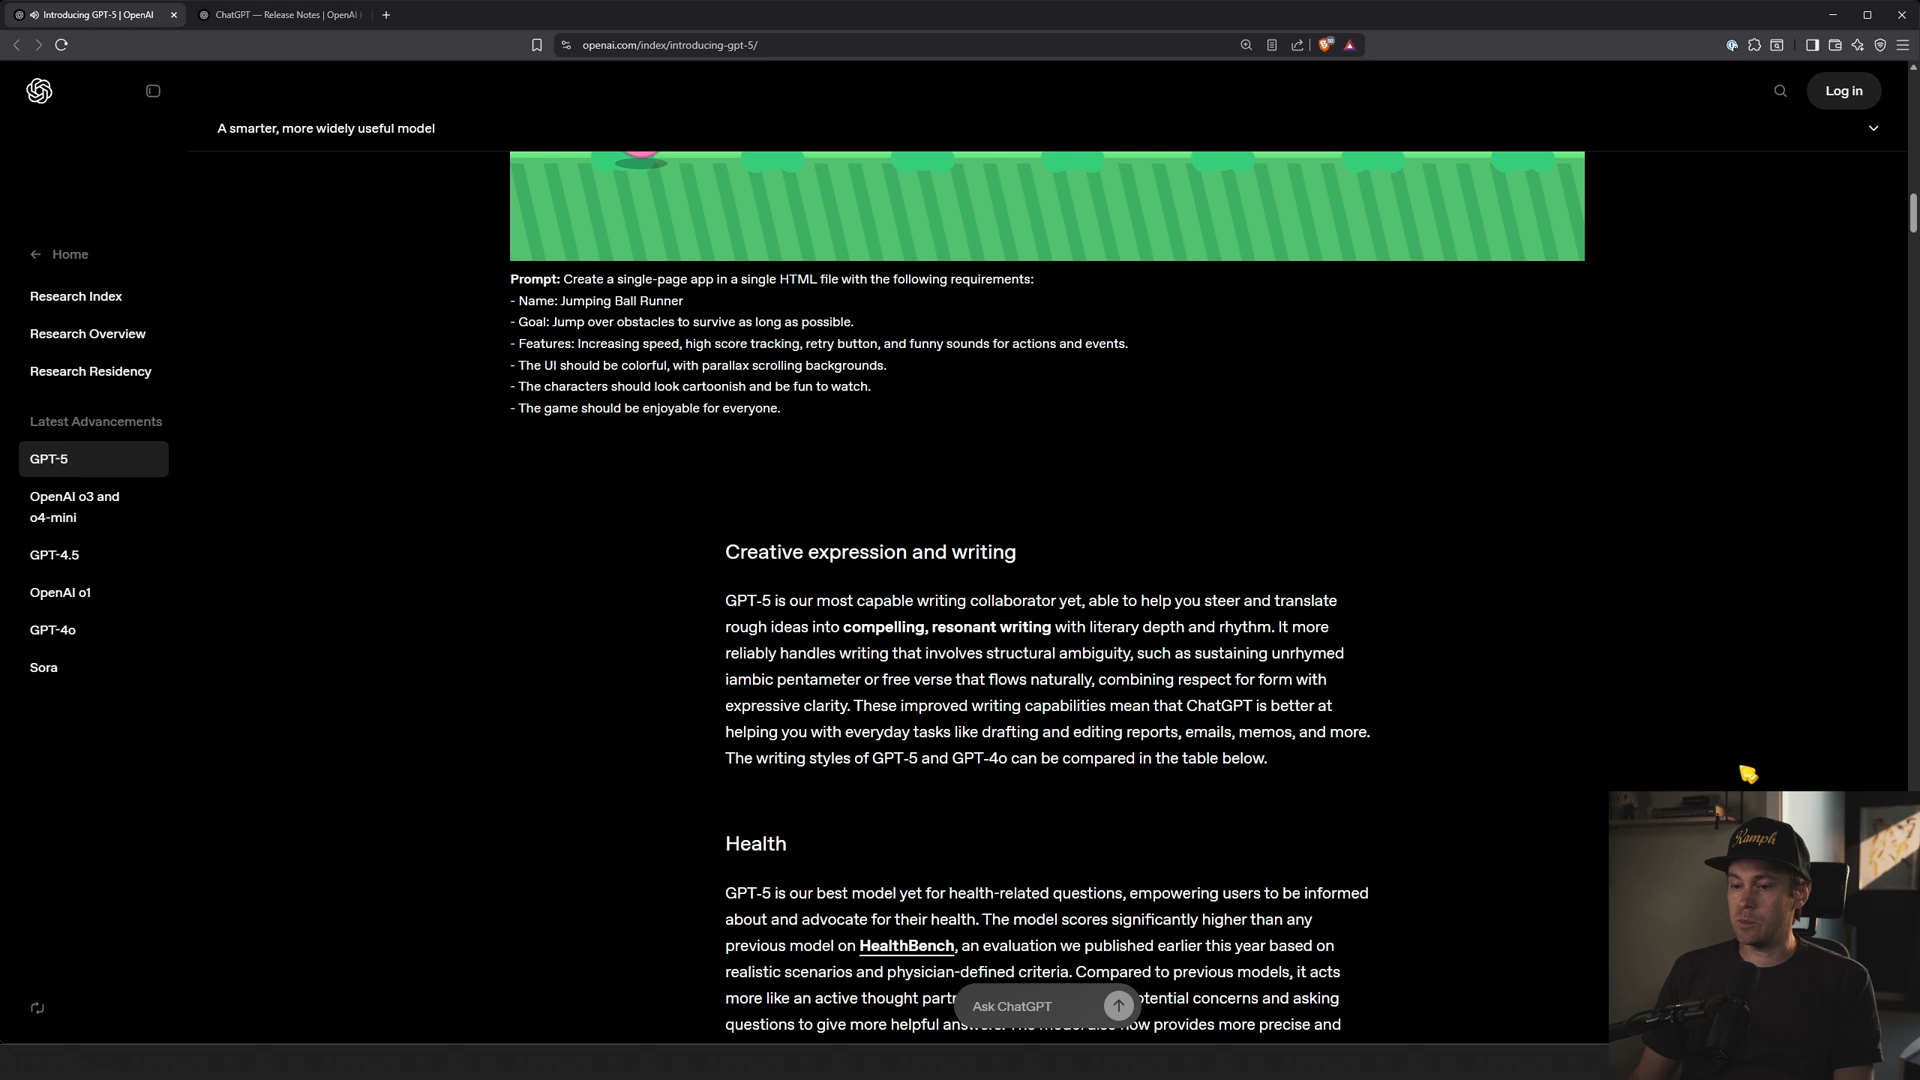 Introducing GPT-5 | OpenAI
ChatGPT — Release Notes | OpenAI
openai.com/index/introducing-gpt-5/
Log in
A smarter, more widely useful model
Home
Research Index
Research Overview
Research Residency
Latest Advancements
GPT-5
OpenAI o3 and
o4-mini
GPT-4.5
OpenAI o1
GPT-4o
Sora
Prompt: Create a single-page app in a single HTML file with the following requirements:
- Name: Jumping Ball Runner
- Goal: Jump over obstacles to survive as long as possible.
- Features: Increasing speed, high score tracking, retry button, and funny sounds for actions and events.
- The UI should be colorful, with parallax scrolling backgrounds.
- The characters should look cartoonish and be fun to watch.
- The game should be enjoyable for everyone.
Creative expression and writing
GPT-5 is our most capable writing collaborator yet, able to help you steer and translate
rough ideas into compelling, resonant writing with literary depth and rhythm. It more
reliably handles writing that involves structural ambiguity, such as sustaining unrhymed
iambic pentameter or free verse that flows naturally, combining respect for form with
expressive clarity. These improved writing capabilities mean that ChatGPT is better at
helping you with everyday tasks like drafting and editing reports, emails, memos, and more.
The writing styles of GPT-5 and GPT-4o can be compared in the table below.
Health
GPT-5 is our best model yet for health-related questions, empowering users to be informed
about and advocate for their health. The model scores significantly higher than any
previous model on HealthBench, an evaluation we published earlier this year based on
realistic scenarios and physician-defined criteria. Compared to previous models, it acts
more like an active thought otential concerns and asking
questions to give more helpful provides more precise and
Ask ChatGPT
Kamph